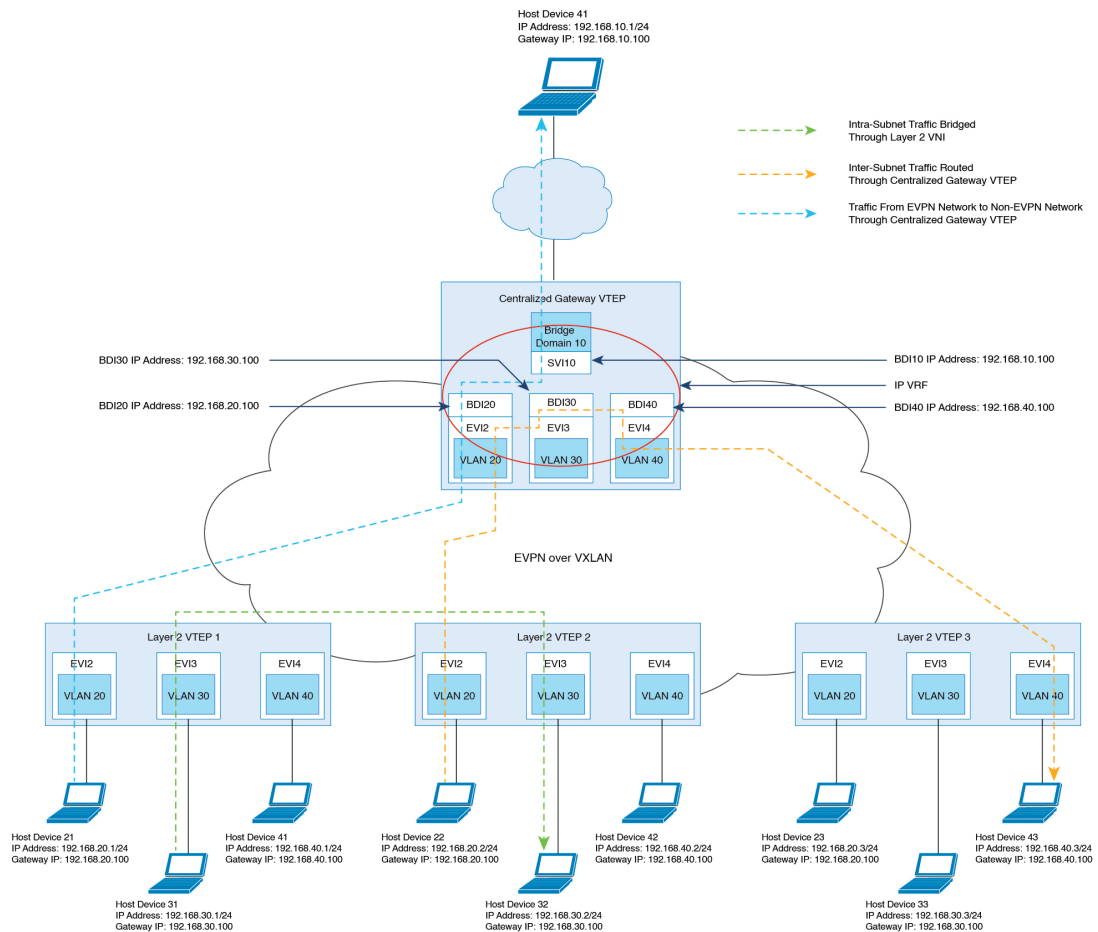 Host Device 41
IP Address: 192.168.10.1/24
Gateway IP: 192.168.10.100
Intra-Subnet Traffic Bridged
Through Layer 2 VNI
Inter-Subnet Traffic Routed
Through Centralized Gateway VTEP
Traffic From EVPN Network to Non-EVPN Network
Through Centralized Gateway VTEP
Centralized Gateway VTEP
Bridge
Domain 10
SVI10
BDI30 IP Address: 192.168.30.100
BDI10 IP Address: 192.168.10.100
IP VRF
BDI20 IP Address: 192.168.20.100
BDI40 IP Address: 192.168.40.100
BDI20
EVI2
VLAN 20
BDI30
EVI3
VLAN 30
BDI40
EVI4
VLAN 40
EVPN over VXLAN
Layer 2 VTEP 1
EVI2
VLAN 20
EVI3
VLAN 30
EVI4
VLAN 40
Layer 2 VTEP 2
EVI2
VLAN 20
EVI3
VLAN 30
EVI4
VLAN 40
Layer 2 VTEP 3
EVI2
VLAN 20
EVI3
VLAN 30
EVI4
VLAN 40
Host Device 21
IP Address: 192.168.20.1/24
Gateway IP: 192.168.20.100
Host Device 41
IP Address: 192.168.40.1/24
Gateway IP: 192.168.40.100
Host Device 22
IP Address: 192.168.20.2/24
Gateway IP: 192.168.20.100
Host Device 42
IP Address: 192.168.40.2/24
Gateway IP: 192.168.40.100
Host Device 23
IP Address: 192.168.20.3/24
Gateway IP: 192.168.20.100
Host Device 43
IP Address: 192.168.40.3/24
Gateway IP: 192.168.40.100
Host Device 31
IP Address: 192.168.30.1/24
Gateway IP: 192.168.30.100
Host Device 32
IP Address: 192.168.30.2/24
Gateway IP: 192.168.30.100
Host Device 33
IP Address: 192.168.30.3/24
Gateway IP: 192.168.30.100